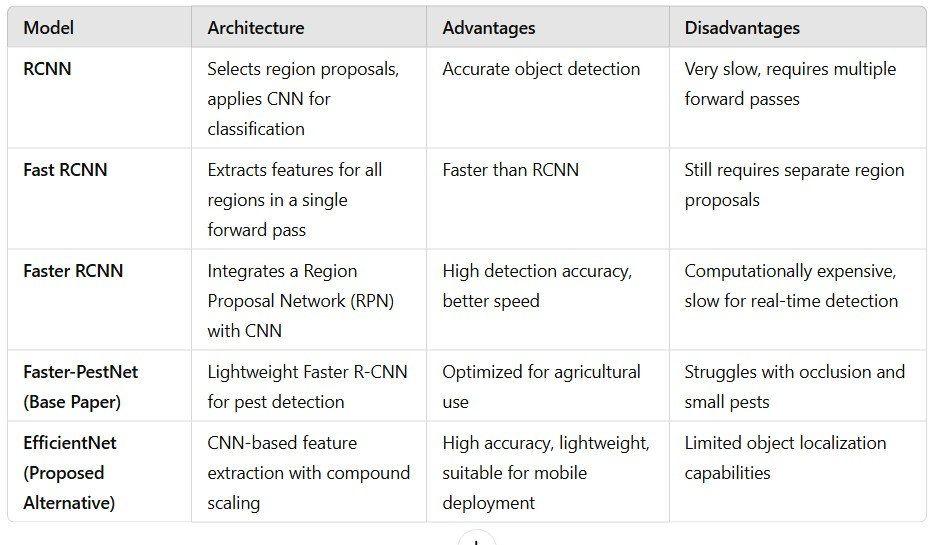 Model Architecture Advantages Disadvantages
RCNN Selects region proposals, Accurate object detection Very slow, requires multiple
applies CNN for forward passes
classification
Fast RCNN Extracts features for all Faster than RCNN Still requires separate region
regions in a single proposals
forward pass
Faster RCNN Integrates a Region High detection accuracy, Computationally expensive,
Proposal Network (RPN) better speed slow for real-time detection
with CNN
Faster-PestNet Lightweight Faster R-CNN Optimized for agricultural Struggles with occlusion and
(Base Paper) for pest detection use small pests
EfficientNet CNN-based feature High accuracy, lightweight, Limited object localization
(Proposed extraction with compound suitable for mobile capabilities
Alternative) scaling deployment